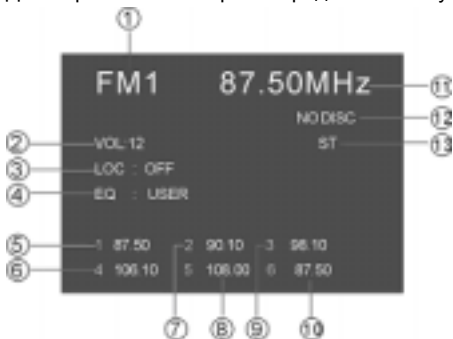 ①
FM1 87.50MHz ⑪
NO DISC ⑫
② VOL 12 ST ⑬
③ LOC : OFF
④ EQ : USER
⑤ 1 87.50 2 90.10 3 98.10
⑥ 4 106.10 5 108.00 6 87.50
⑦ ⑧ ⑨ ⑩